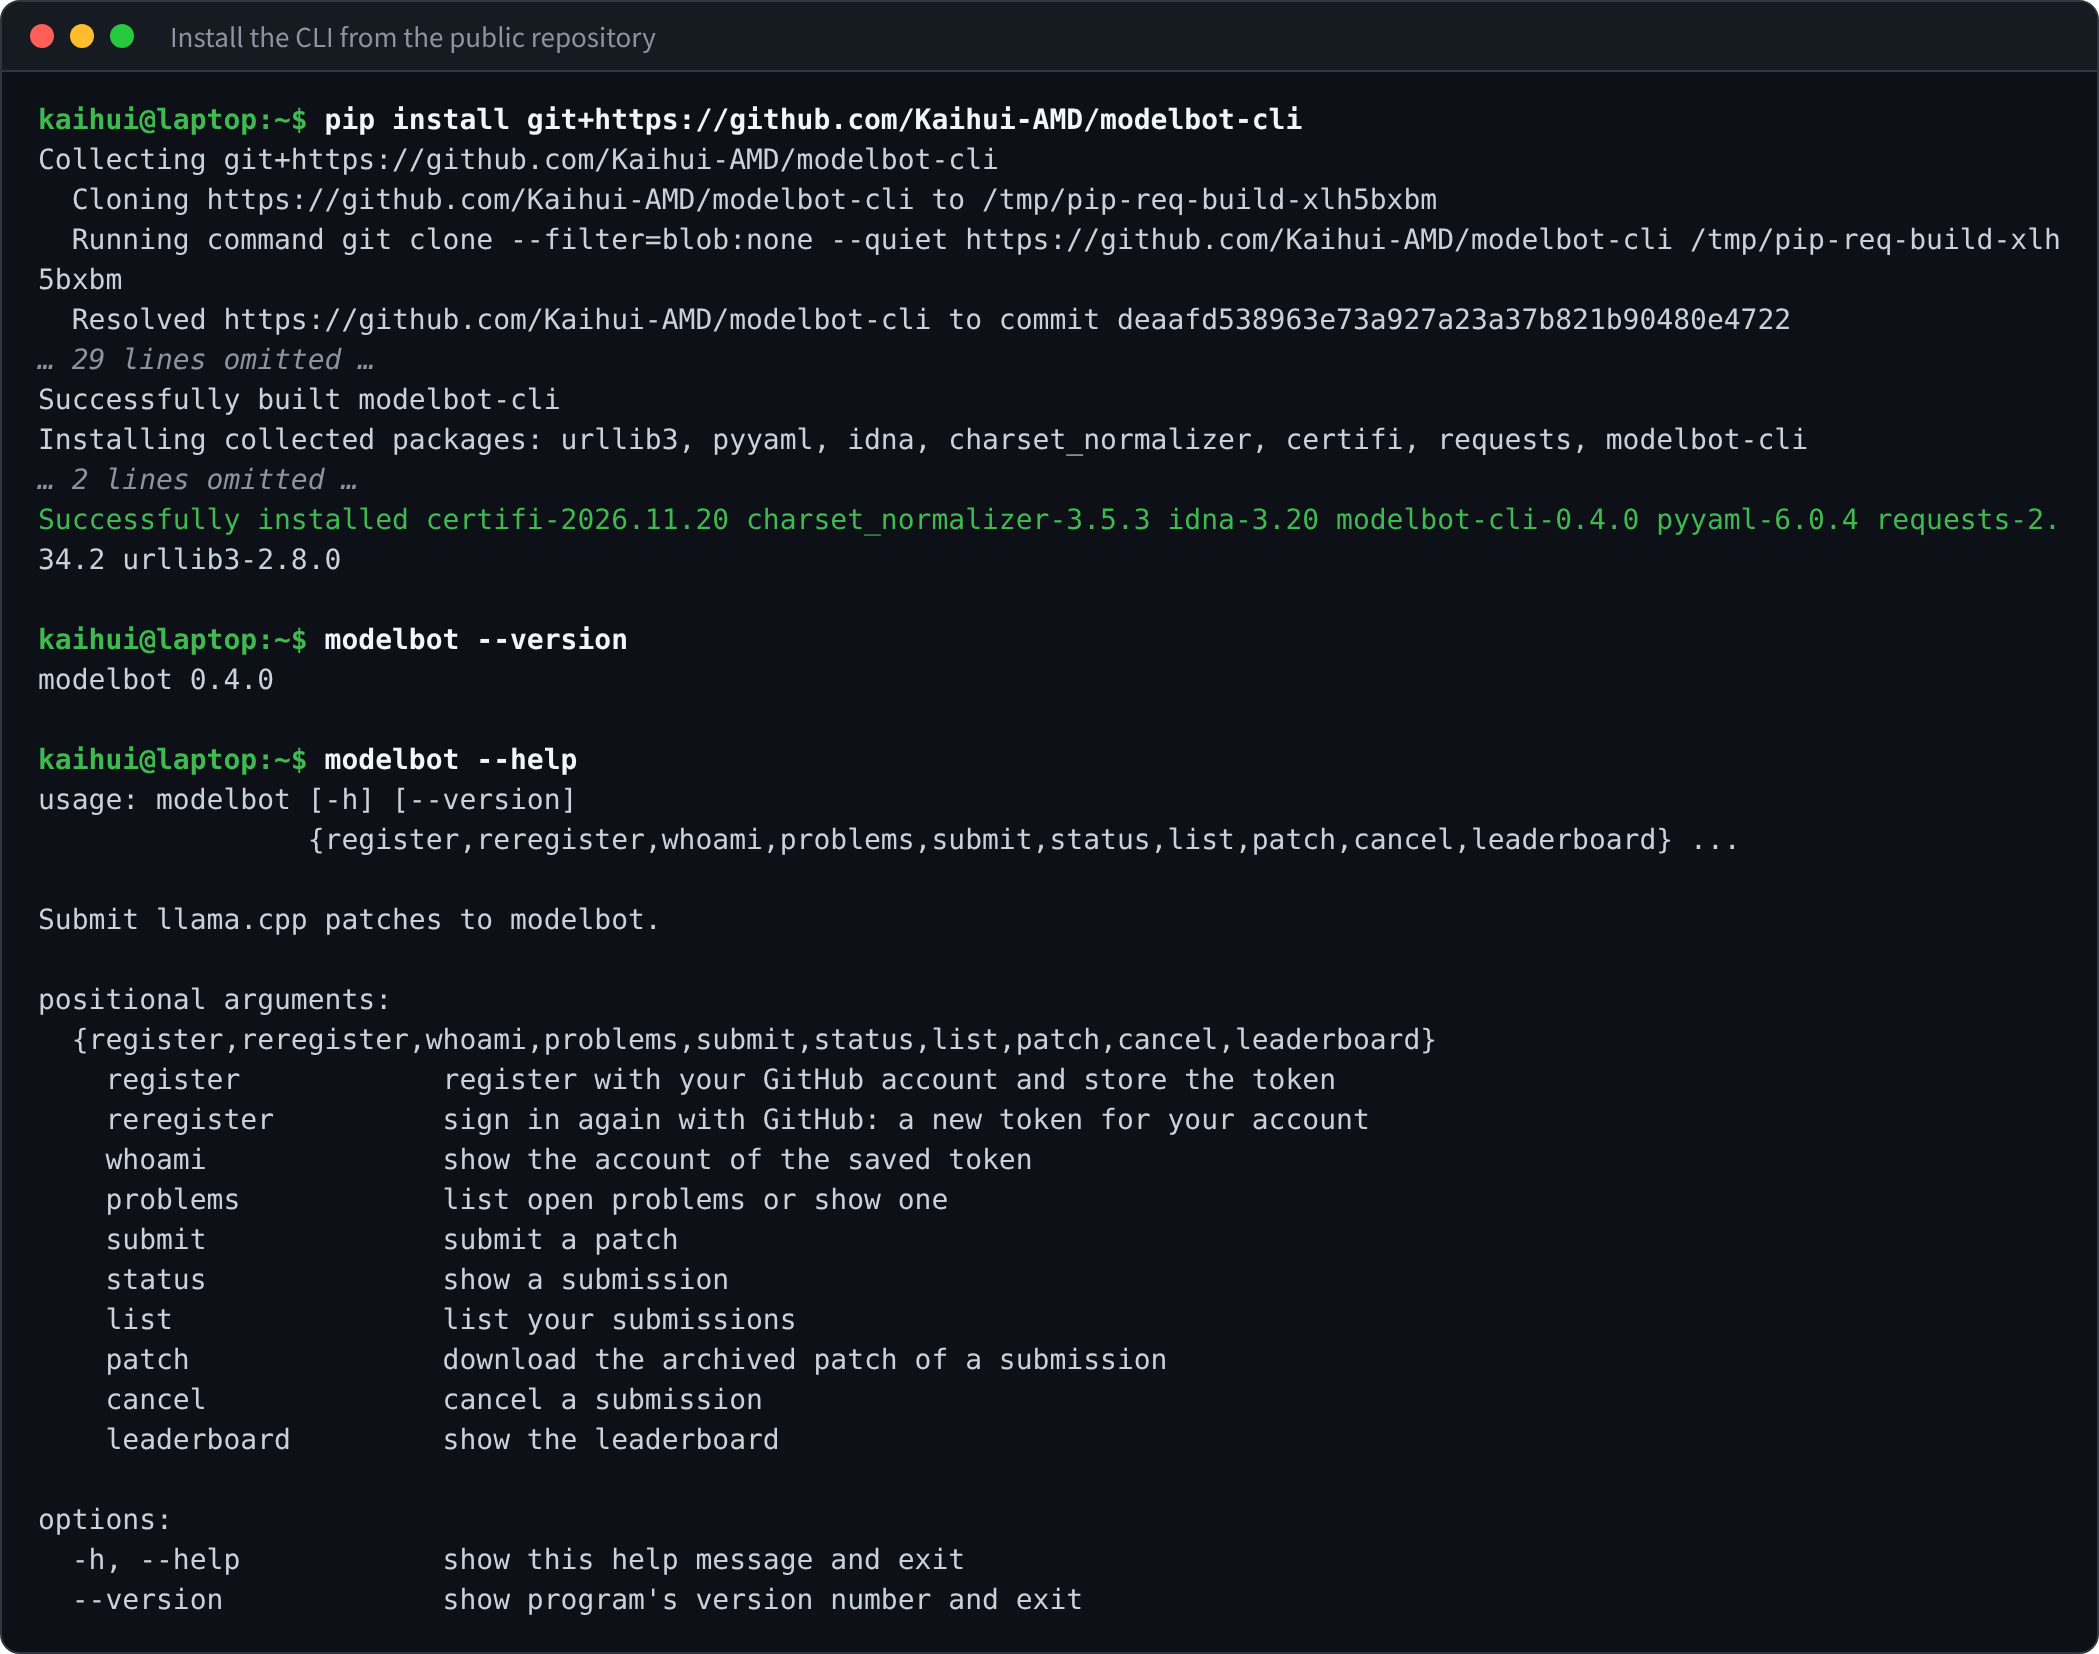 Install the CLI from the public repository
kaihui@laptop:~$ pip install git+https://github.com/Kaihui-AMD/modelbot-cli
Collecting git+https://github.com/Kaihui-AMD/modelbot-cli
  Cloning https://github.com/Kaihui-AMD/modelbot-cli to /tmp/pip-req-build-xlh5bxbm
  Running command git clone --filter=blob:none --quiet https://github.com/Kaihui-AMD/modelbot-cli /tmp/pip-req-build-xlh
5bxbm
  Resolved https://github.com/Kaihui-AMD/modelbot-cli to commit deaafd538963e73a927a23a37b821b90480e4722
… 29 lines omitted …
Successfully built modelbot-cli
Installing collected packages: urllib3, pyyaml, idna, charset_normalizer, certifi, requests, modelbot-cli
… 2 lines omitted …
Successfully installed certifi-2026.11.20 charset_normalizer-3.5.3 idna-3.20 modelbot-cli-0.4.0 pyyaml-6.0.4 requests-2.
34.2 urllib3-2.8.0
kaihui@laptop:~$ modelbot --version
modelbot 0.4.0
kaihui@laptop:~$ modelbot --help
usage: modelbot [-h] [--version]
                {register,reregister,whoami,problems,submit,status,list,patch,cancel,leaderboard} ...
Submit llama.cpp patches to modelbot.
positional arguments:
  {register,reregister,whoami,problems,submit,status,list,patch,cancel,leaderboard}
    register            register with your GitHub account and store the token
    reregister          sign in again with GitHub: a new token for your account
    whoami              show the account of the saved token
    problems            list open problems or show one
    submit              submit a patch
    status              show a submission
    list                list your submissions
    patch               download the archived patch of a submission
    cancel              cancel a submission
    leaderboard         show the leaderboard
options:
  -h, --help            show this help message and exit
  --version             show program's version number and exit